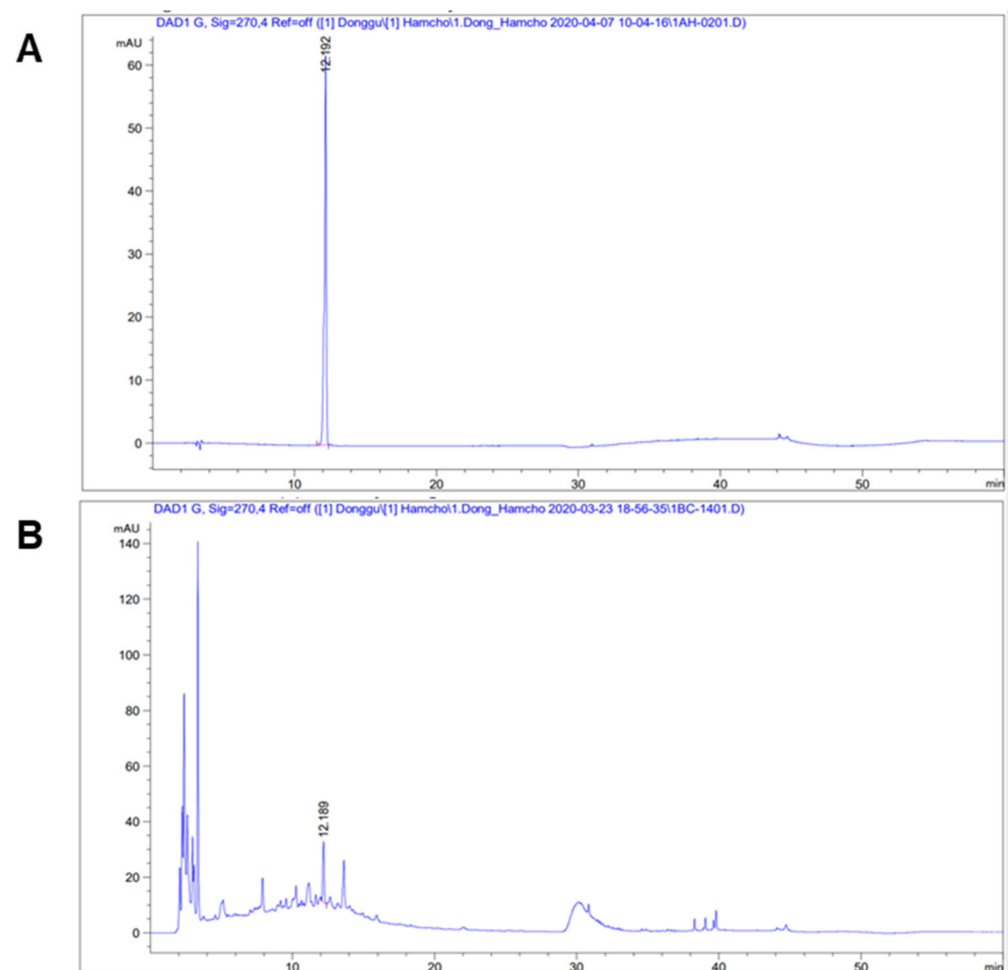 A
DAD1 G, Sig=270,4 Ref=off ([1] Donggu\[1] Hamcho\1.Dong_Hamcho 2020-04-07 10-04-16\1AH-0201.D)
mAU
12.192
60
50
40
30
20
10
0
10 20 30 40 50 min
B
DAD1 G, Sig=270,4 Ref=off ([1] Donggu\[1] Hamcho\1.Dong_Hamcho 2020-03-23 18-56-35\1BC-1401.D)
mAU
140
120
100
80
60
12.189
40
20
0
10 20 30 40 50 min